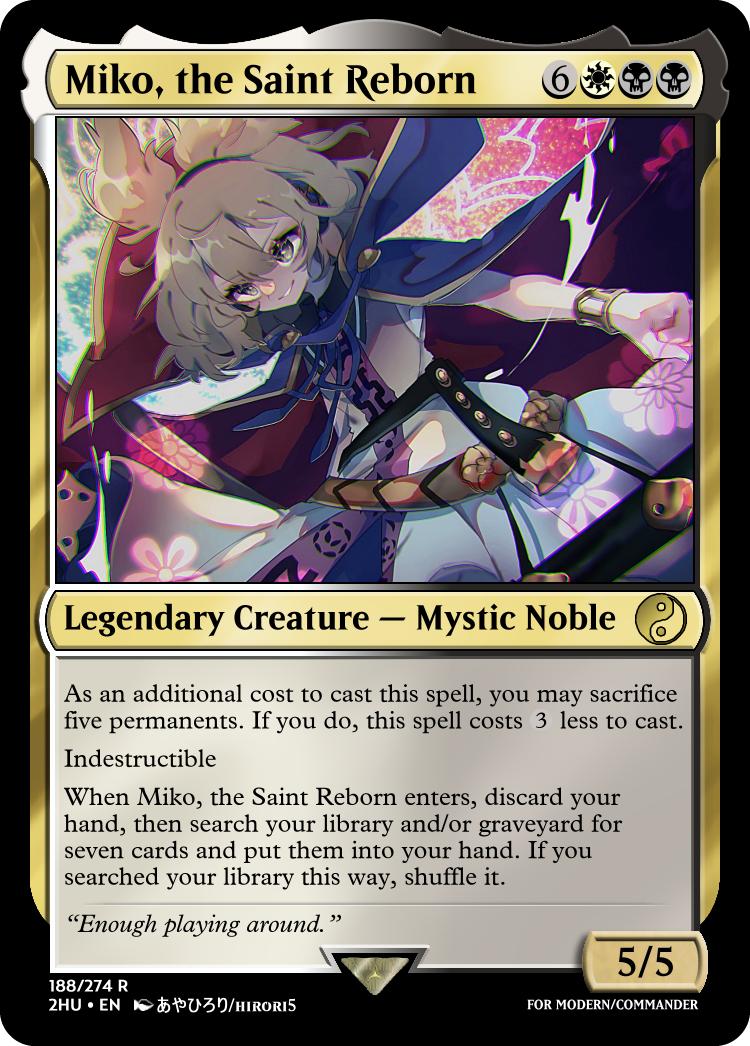 Miko, the Saint Reborn 6
Legendary Creature — Mystic Noble
As an additional cost to cast this spell, you may sacrifice
five permanents. If you do, this spell costs 3 less to cast.
Indestructible
When Miko, the Saint Reborn enters, discard your
hand, then search your library and/or graveyard for
seven cards and put them into your hand. If you
searched your library this way, shuffle it.
“Enough playing around.”
5/5
188/274 R
2HU • EN あやひろり/HIRORI5
FOR MODERN/COMMANDER